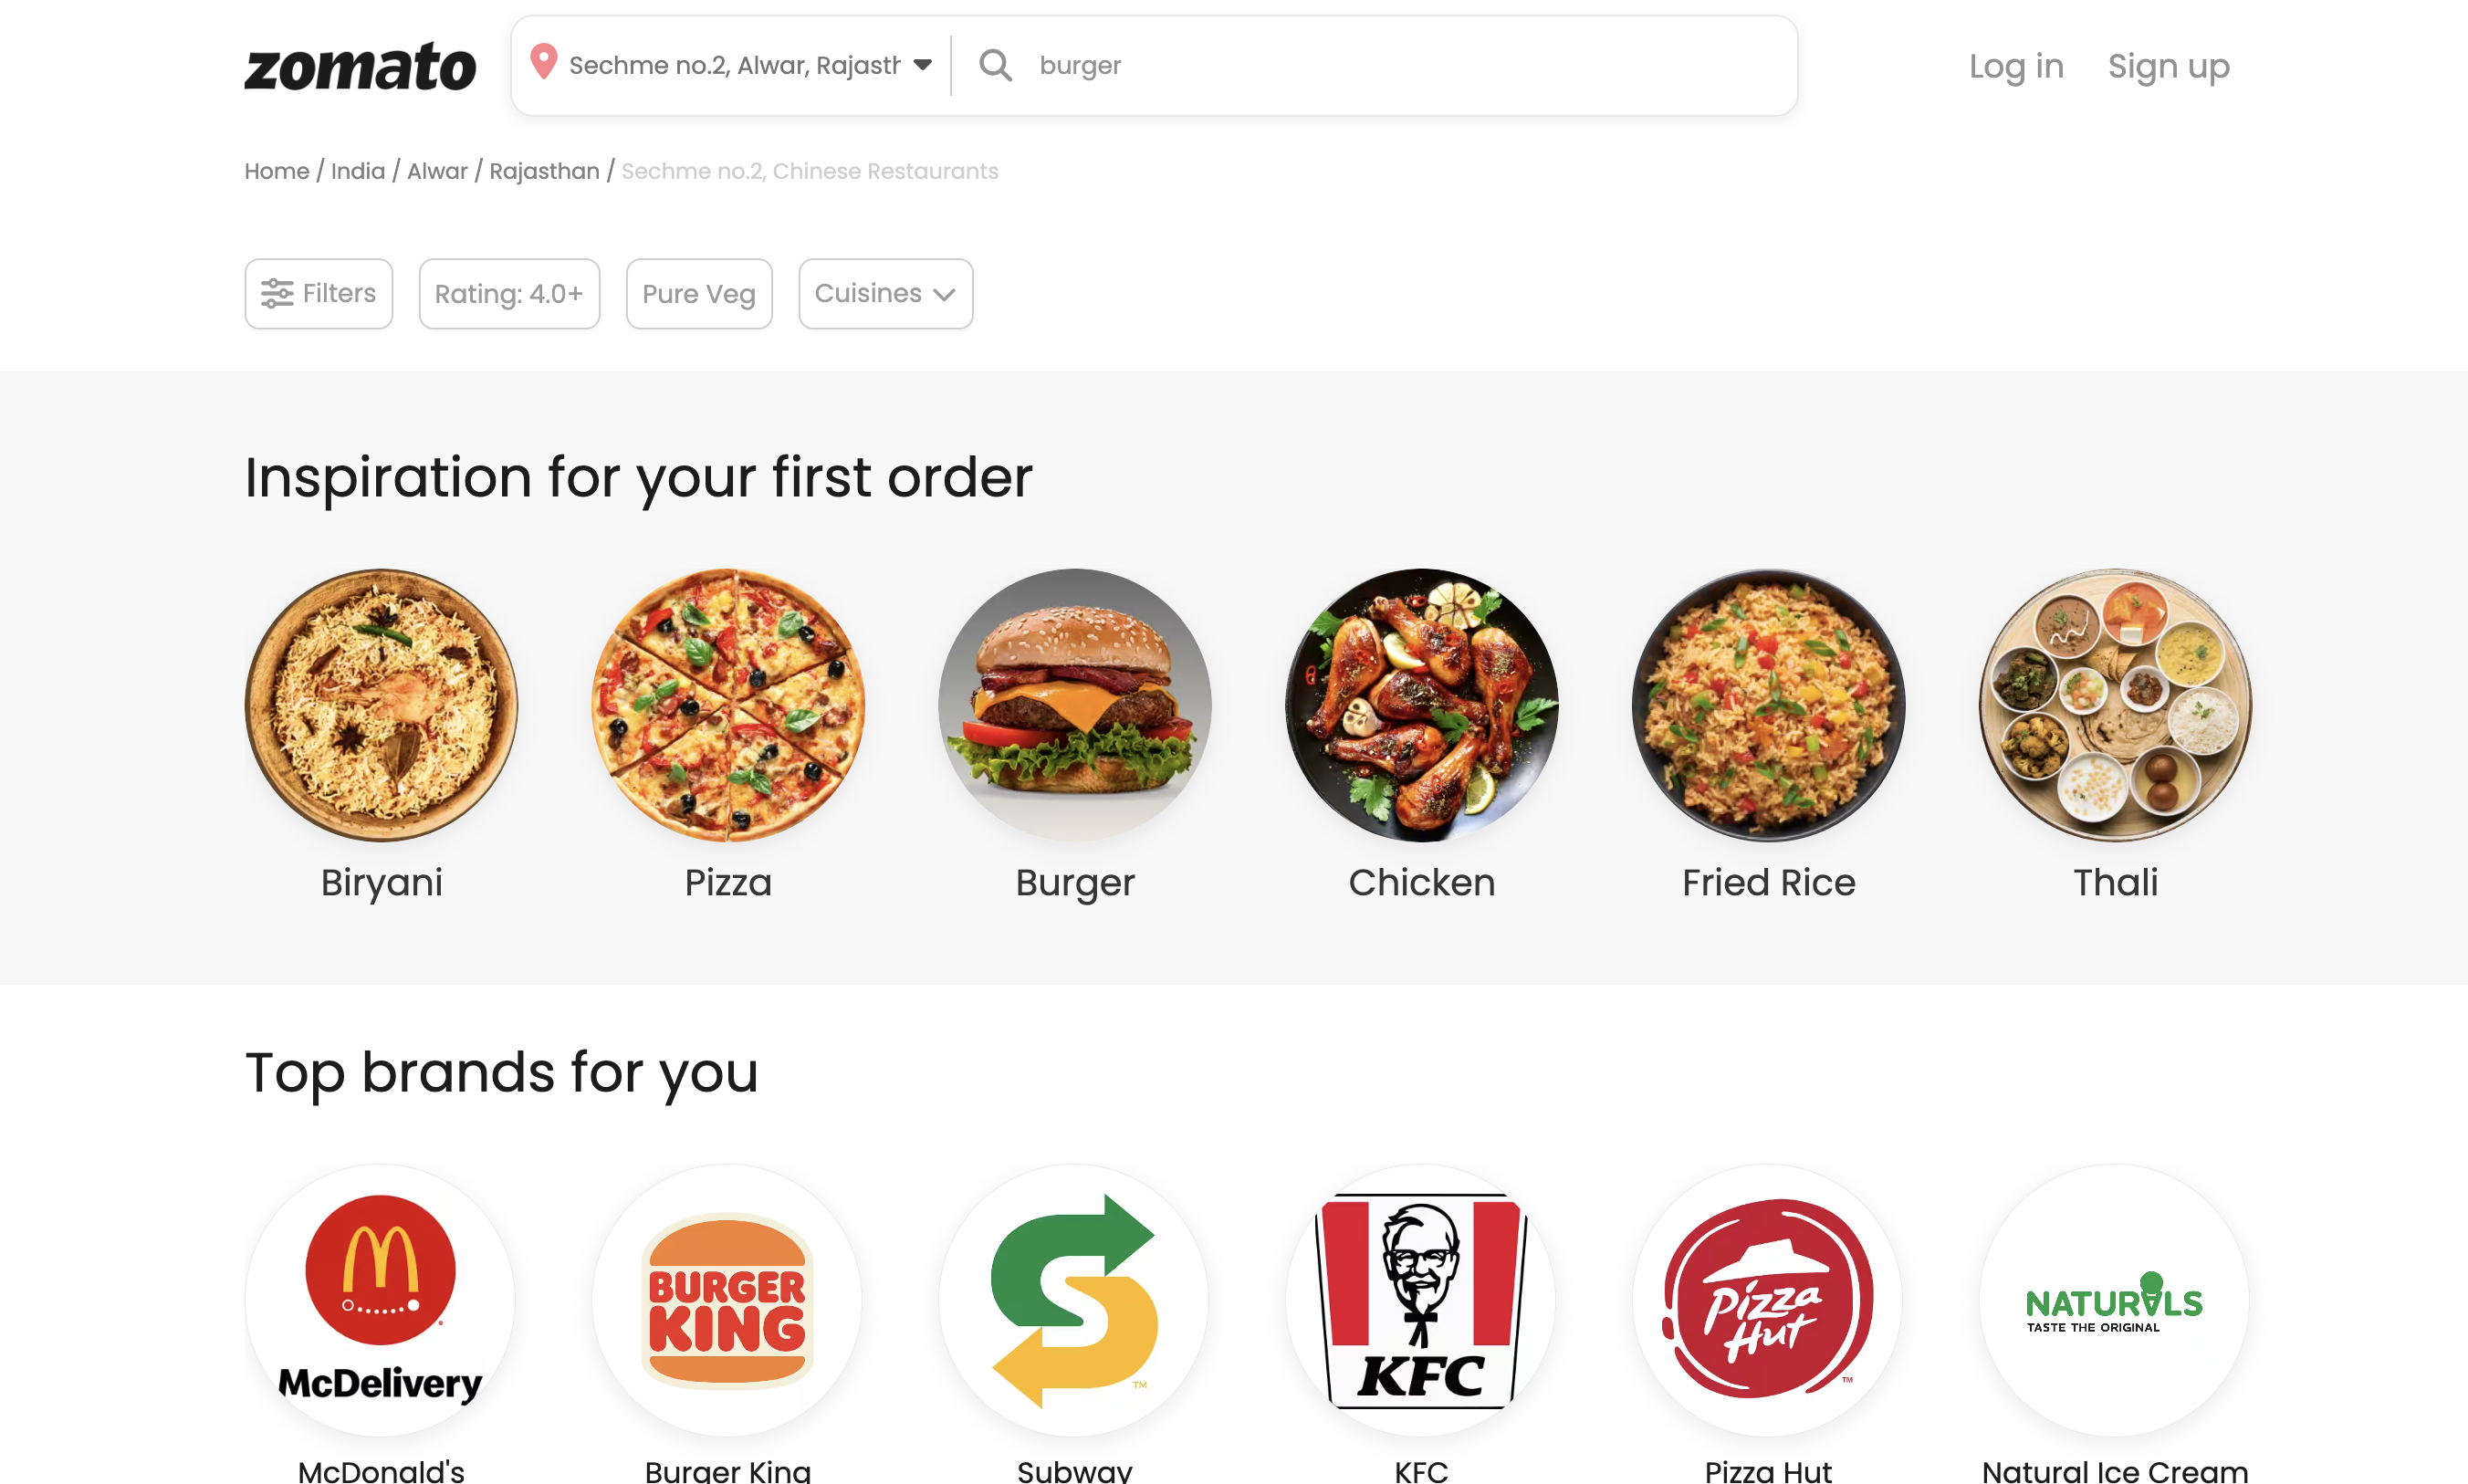 zomato
Sechme no.2, Alwar, Rajasth
burger
Log in
Sign up
Home / India / Alwar / Rajasthan / Sechme no.2, Chinese Restaurants
Filters
Rating: 4.0+
Pure Veg
Cuisines
Inspiration for your first order
Biryani
Pizza
Burger
Chicken
Fried Rice
Thali
Top brands for you
McDelivery
BURGER
KING
TM
KFC
Pizza
Hut
TM
NATURALS
TASTE THE ORIGINAL
McDonald's
Burger King
Subway
KFC
Pizza Hut
Natural Ice Cream